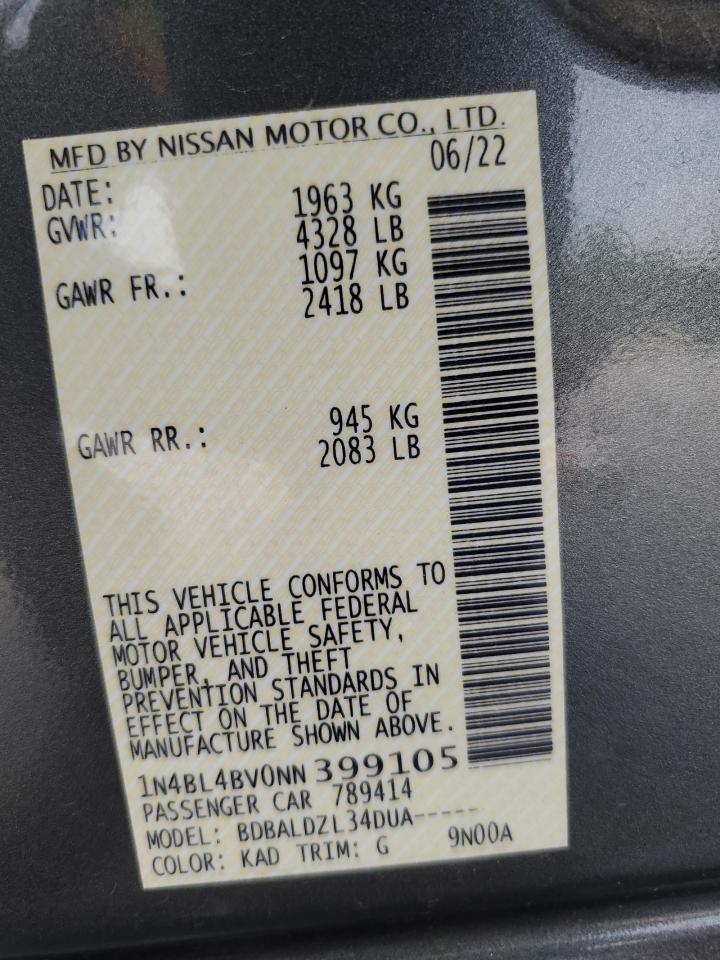 MFD BY NISSAN MOTOR CO., LTD.
DATE: 06/22
GVWR: 1963 KG
4328 LB
GAWR FR.: 1097 KG
2418 LB
GAWR RR.: 945 KG
2083 LB
THIS VEHICLE CONFORMS TO
ALL APPLICABLE FEDERAL
MOTOR VEHICLE SAFETY,
BUMPER, AND THEFT
PREVENTION STANDARDS IN
EFFECT ON THE DATE OF
MANUFACTURE SHOWN ABOVE.
1N4BL4BV0NN399105
PASSENGER CAR 789414
MODEL: BDBALDZL34DUA-----
COLOR: KAD TRIM: G 9N00A